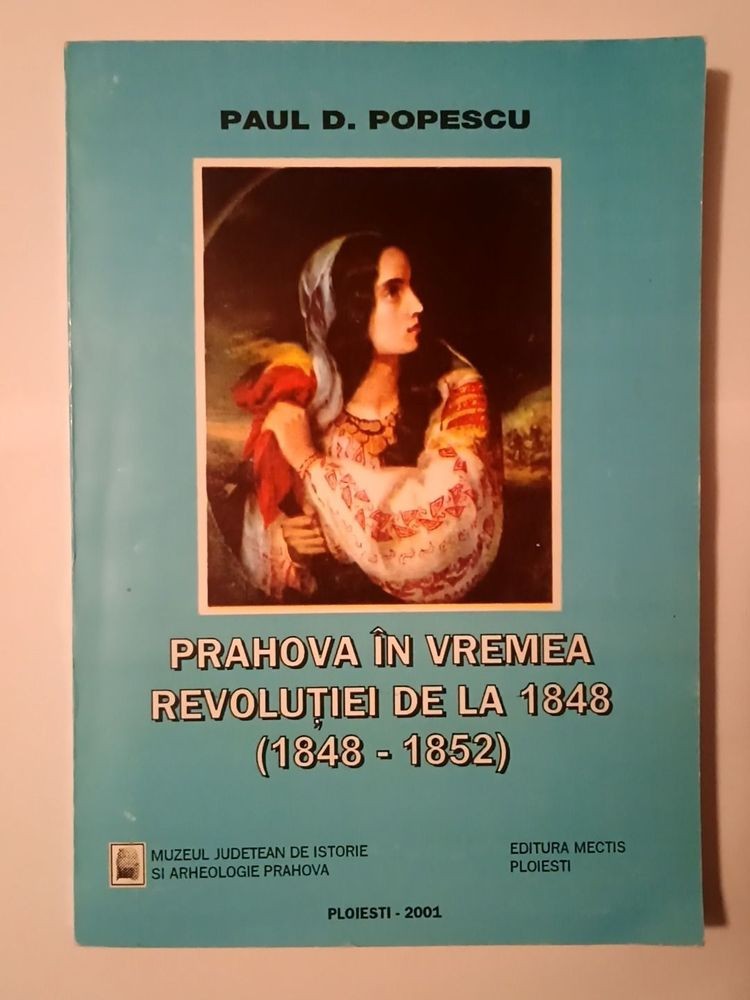 PAUL D. POPESCU
PRAHOVA ÎN VREMEA
REVOLUȚIEI DE LA 1848
(1848 - 1852)
MUZEUL JUDETEAN DE ISTORIE
SI ARHEOLOGIE PRAHOVA
EDITURA MECTIS
PLOIESTI
PLOIESTI - 2001